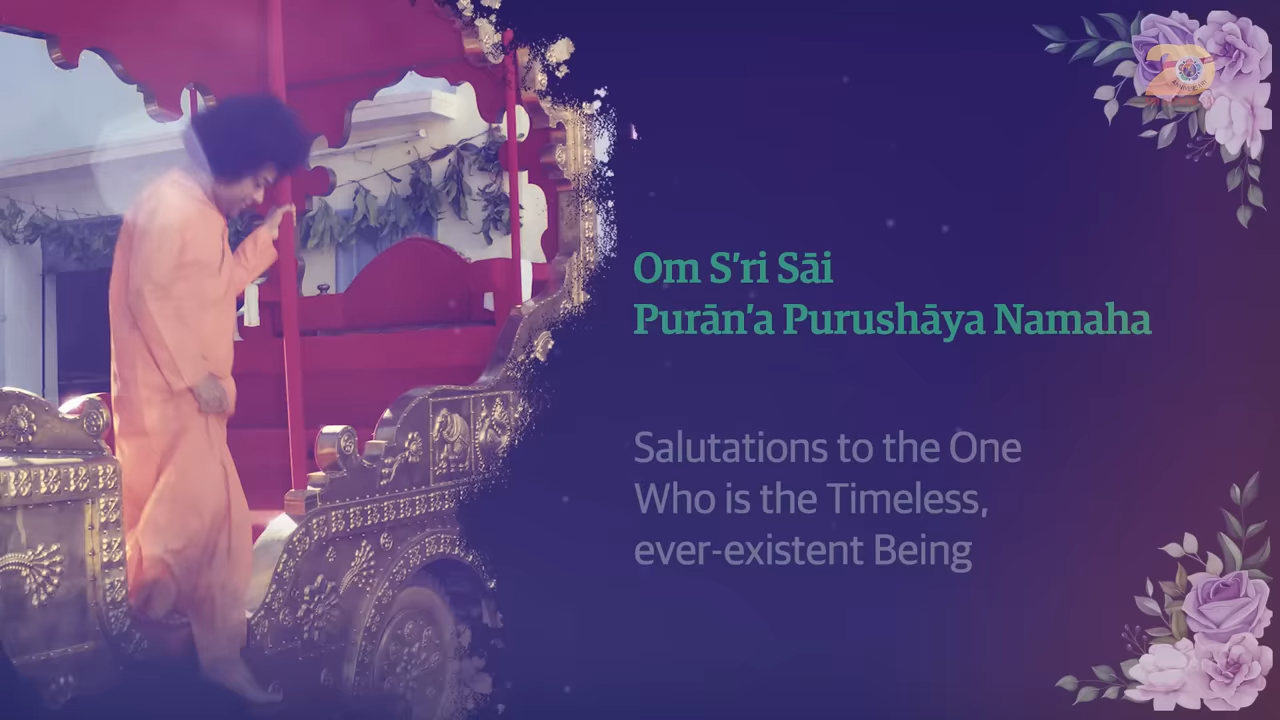 Om S’ri Sāi
Purān’a Purushāya Namaha
Salutations to the One
Who is the Timeless,
ever-existent Being